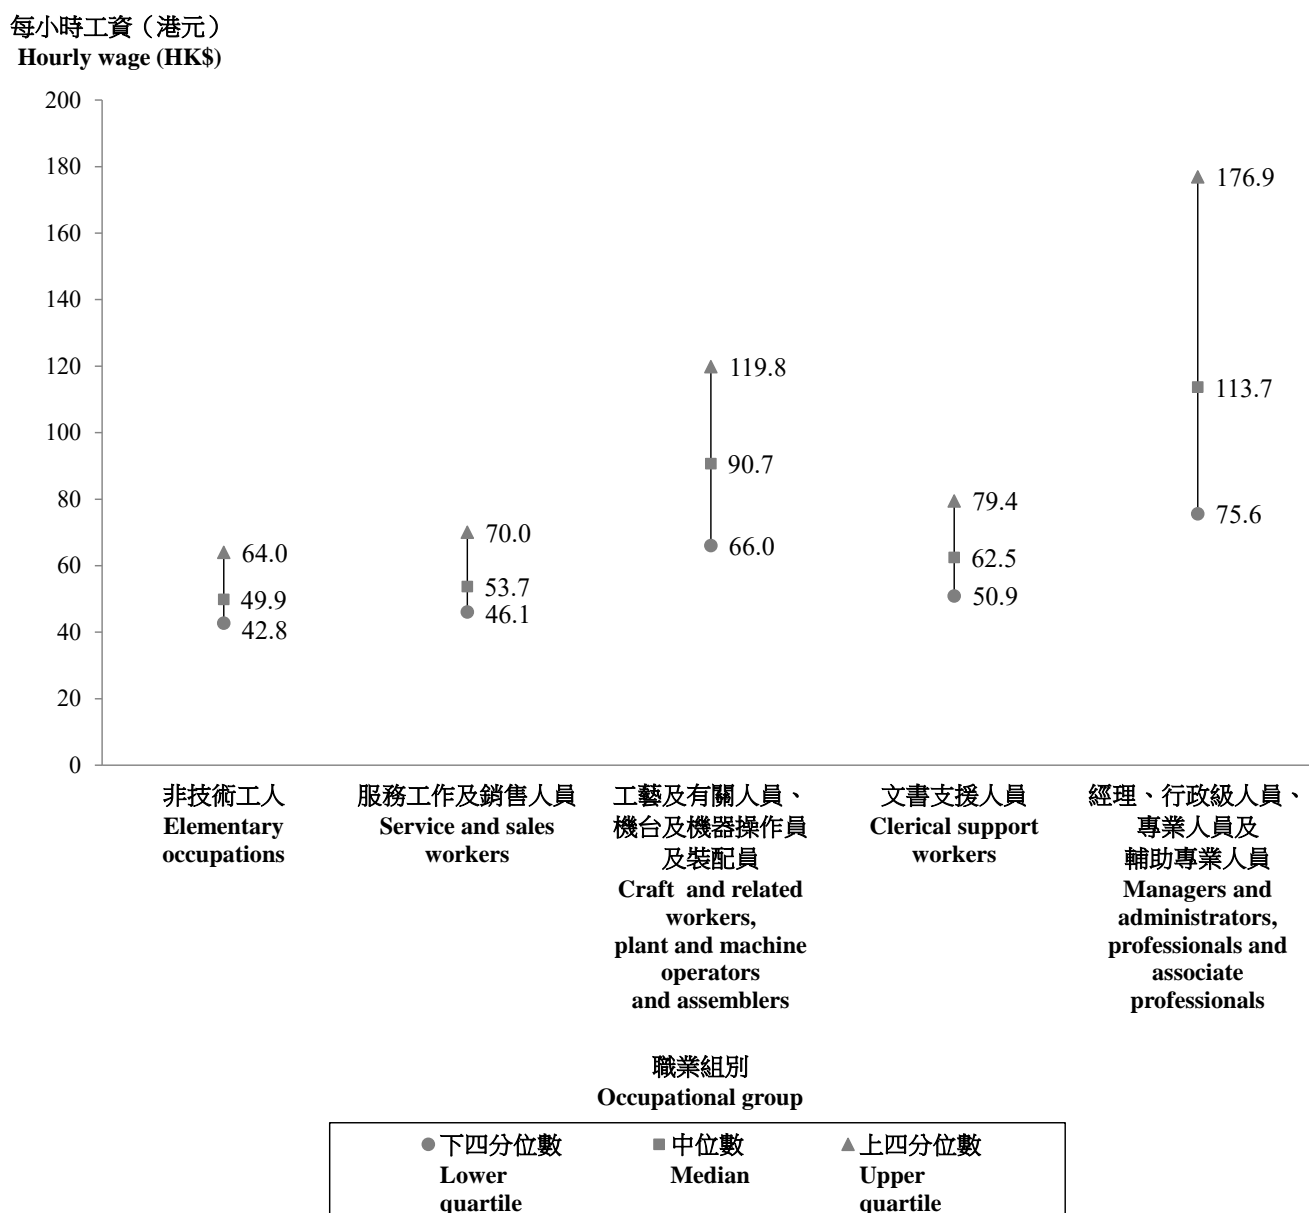 每小時工資（港元）
Hourly wage (HK$)
200
180
160
140
120
100
80
60
40
20
0
64.0
49.9
42.8
70.0
53.7
46.1
119.8
90.7
66.0
79.4
62.5
50.9
176.9
113.7
75.6
非技術工人
Elementary
occupations
服務工作及銷售人員
Service and sales
workers
工藝及有關人員、
機台及機器操作員
及裝配員
Craft and related
workers,
plant and machine
operators
and assemblers
文書支援人員
Clerical support
workers
經理、行政級人員、
專業人員及
輔助專業人員
Managers and
administrators,
professionals and
associate
professionals
職業組別
Occupational group
下四分位數
Lower
quartile
中位數
Median
上四分位數
Upper
quartile